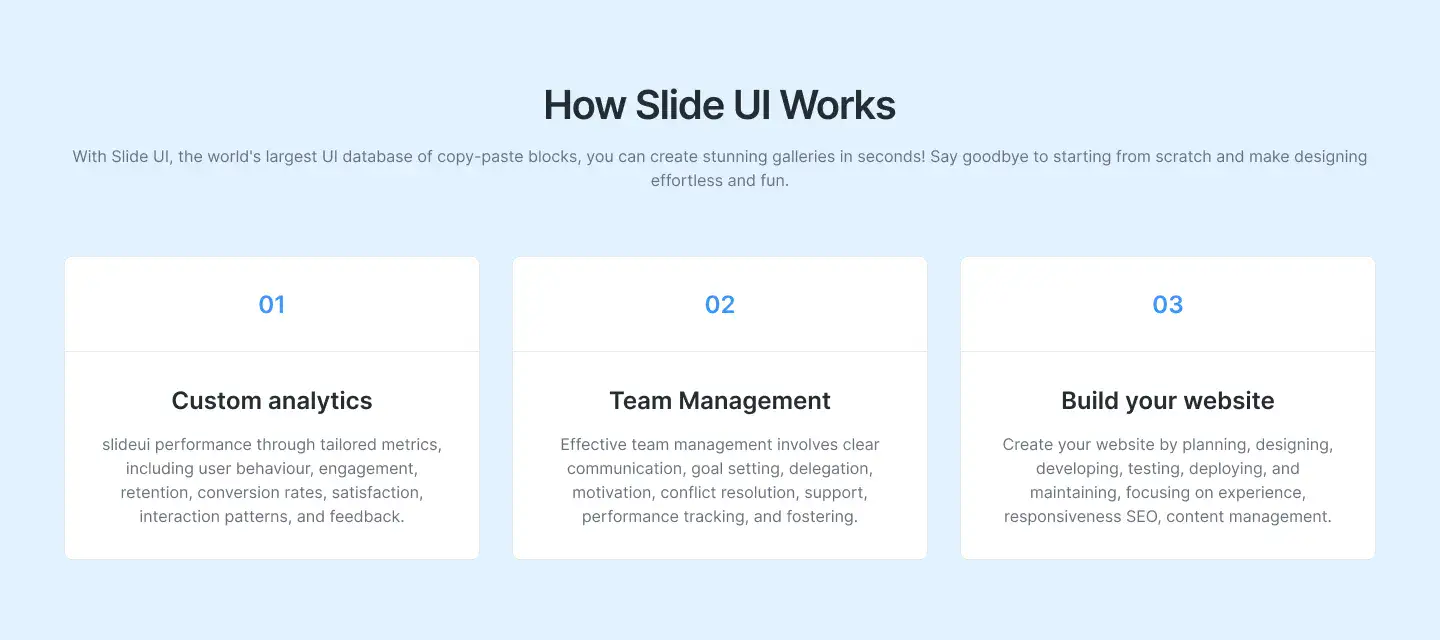 How Slide UI Works
With Slide UI, the world's largest UI database of copy-paste blocks, you can create stunning galleries in seconds! Say goodbye to starting from scratch and make designing
effortless and fun.
01
Custom analytics
slideui performance through tailored metrics,
including user behaviour, engagement,
retention, conversion rates, satisfaction,
interaction patterns, and feedback.
02
Team Management
Effective team management involves clear
communication, goal setting, delegation,
motivation, conflict resolution, support,
performance tracking, and fostering.
03
Build your website
Create your website by planning, designing,
developing, testing, deploying, and
maintaining, focusing on experience,
responsiveness SEO, content management.